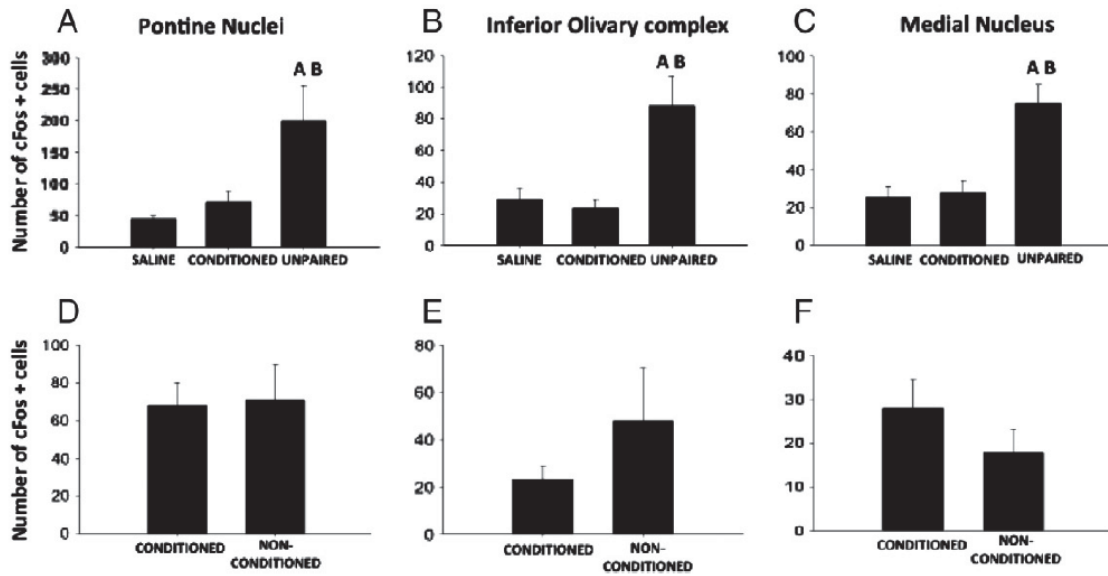 A
Pontine Nuclei
Number of cFos + cells
300
250
200
150
100
50
0
A B
SALINE CONDITIONED UNPAIRED
B
Inferior Olivary complex
120
100
80
60
40
20
0
A B
SALINE CONDITIONED UNPAIRED
C
Medial Nucleus
100
80
60
40
20
0
A B
SALINE CONDITIONED UNPAIRED
D
Number of cFos + cells
100
80
60
40
20
0
CONDITIONED NON-
CONDITIONED
E
80
60
40
20
0
CONDITIONED NON-
CONDITIONED
F
40
30
20
10
0
CONDITIONED NON-
CONDITIONED